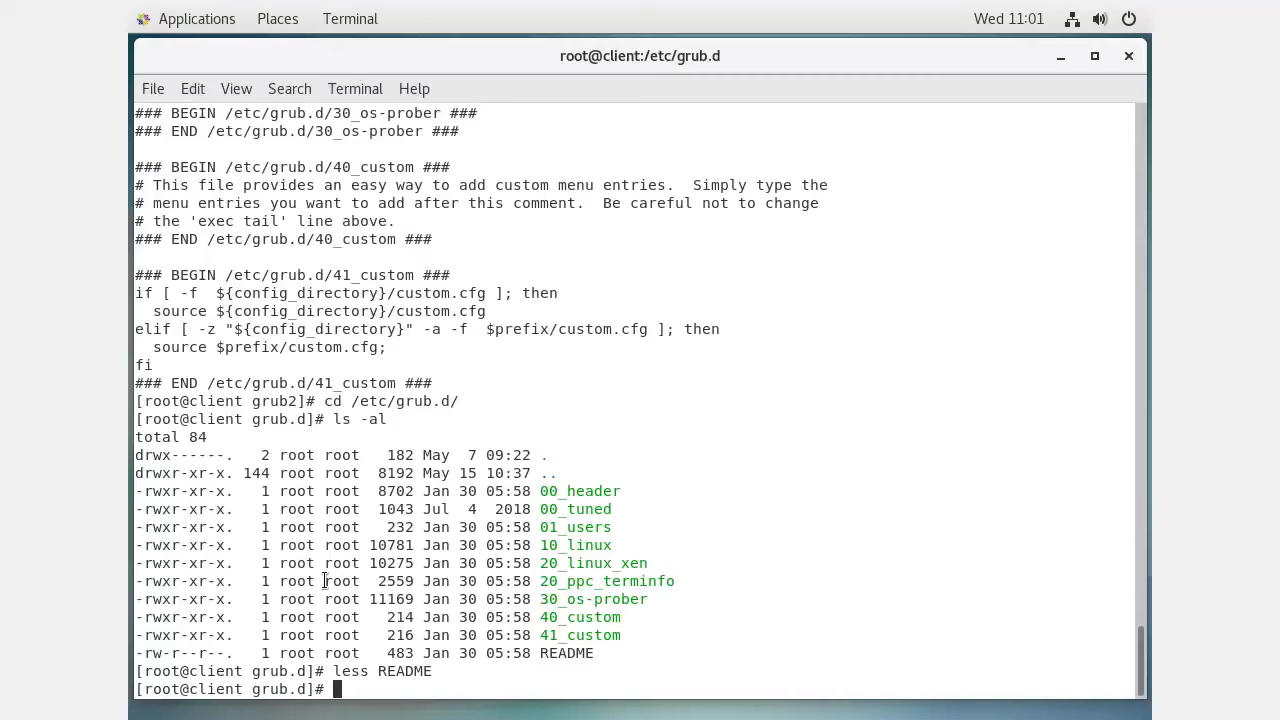 Applications Places Terminal Wed 11:01
root@client:/etc/grub.d
File Edit View Search Terminal Help
### BEGIN /etc/grub.d/30_os-prober ###
### END /etc/grub.d/30_os-prober ###
### BEGIN /etc/grub.d/40_custom ###
# This file provides an easy way to add custom menu entries.  Simply type the
# menu entries you want to add after this comment.  Be careful not to change
# the 'exec tail' line above.
### END /etc/grub.d/40_custom ###
### BEGIN /etc/grub.d/41_custom ###
if [ -f  ${config_directory}/custom.cfg ]; then
  source ${config_directory}/custom.cfg
elif [ -z "${config_directory}" -a -f  $prefix/custom.cfg ]; then
  source $prefix/custom.cfg;
fi
### END /etc/grub.d/41_custom ###
[root@client grub2]# cd /etc/grub.d/
[root@client grub.d]# ls -al
total 84
drwx------.   2 root root   182 May  7 09:22 .
drwxr-xr-x. 144 root root  8192 May 15 10:37 ..
-rwxr-xr-x.   1 root root  8702 Jan 30 05:58 00_header
-rwxr-xr-x.   1 root root  1043 Jul  4  2018 00_tuned
-rwxr-xr-x.   1 root root   232 Jan 30 05:58 01_users
-rwxr-xr-x.   1 root root 10781 Jan 30 05:58 10_linux
-rwxr-xr-x.   1 root root 10275 Jan 30 05:58 20_linux_xen
-rwxr-xr-x.   1 root root  2559 Jan 30 05:58 20_ppc_terminfo
-rwxr-xr-x.   1 root root 11169 Jan 30 05:58 30_os-prober
-rwxr-xr-x.   1 root root   214 Jan 30 05:58 40_custom
-rwxr-xr-x.   1 root root   216 Jan 30 05:58 41_custom
-rw-r--r--.   1 root root   483 Jan 30 05:58 README
[root@client grub.d]# less README
[root@client grub.d]#